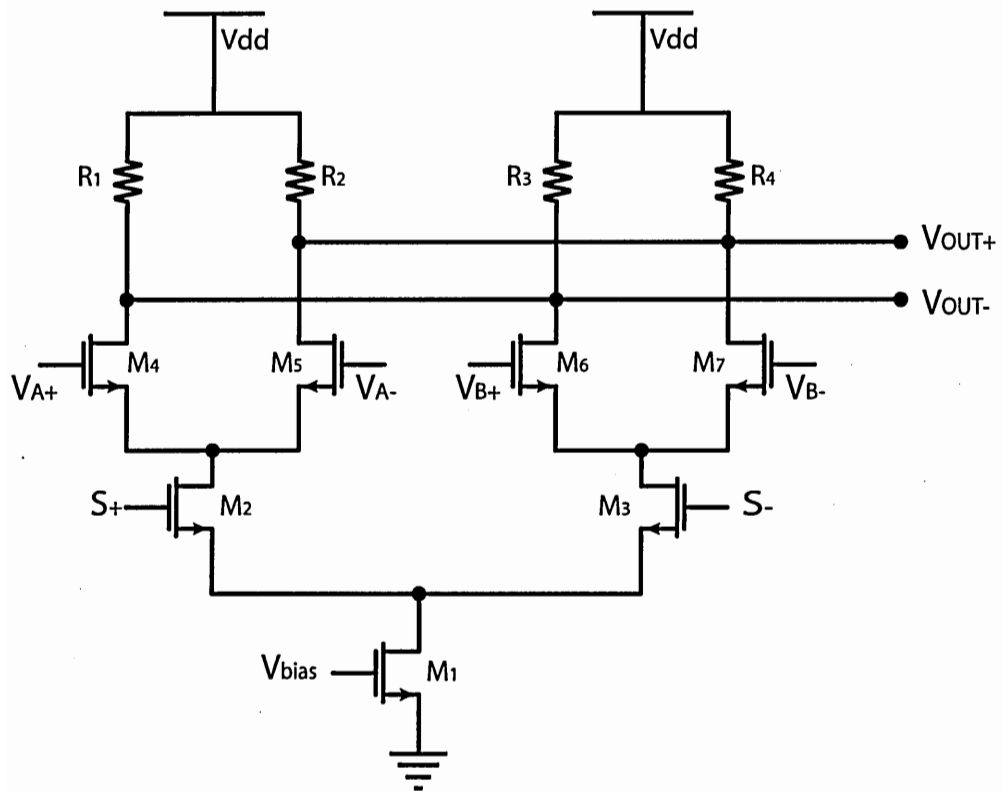 Vdd
Vdd
R1
R2
R3
R4
VOUT+
VOUT-
M4
M5
M6
M7
VA+
VA-
VB+
VB-
S+
M2
M3
S-
Vbias
M1